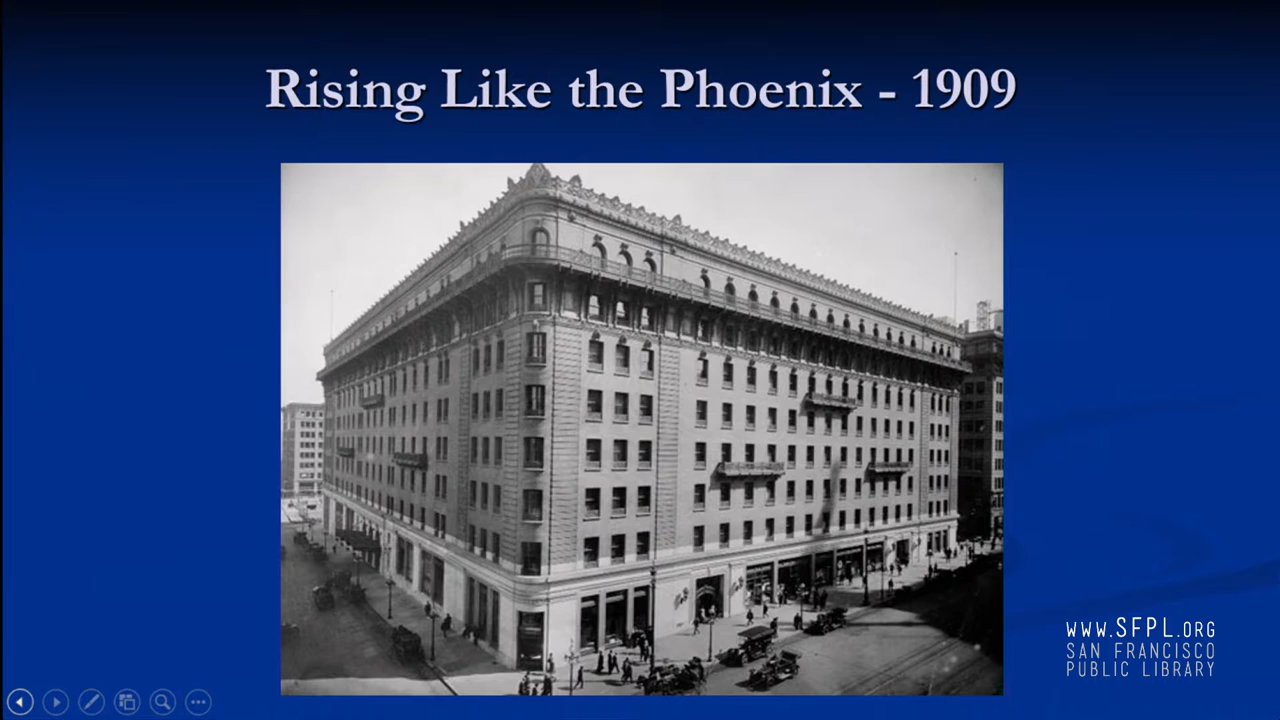 Rising Like the Phoenix - 1909
WWW.SFPL.ORG
SAN FRANCISCO
PUBLIC LIBRARY